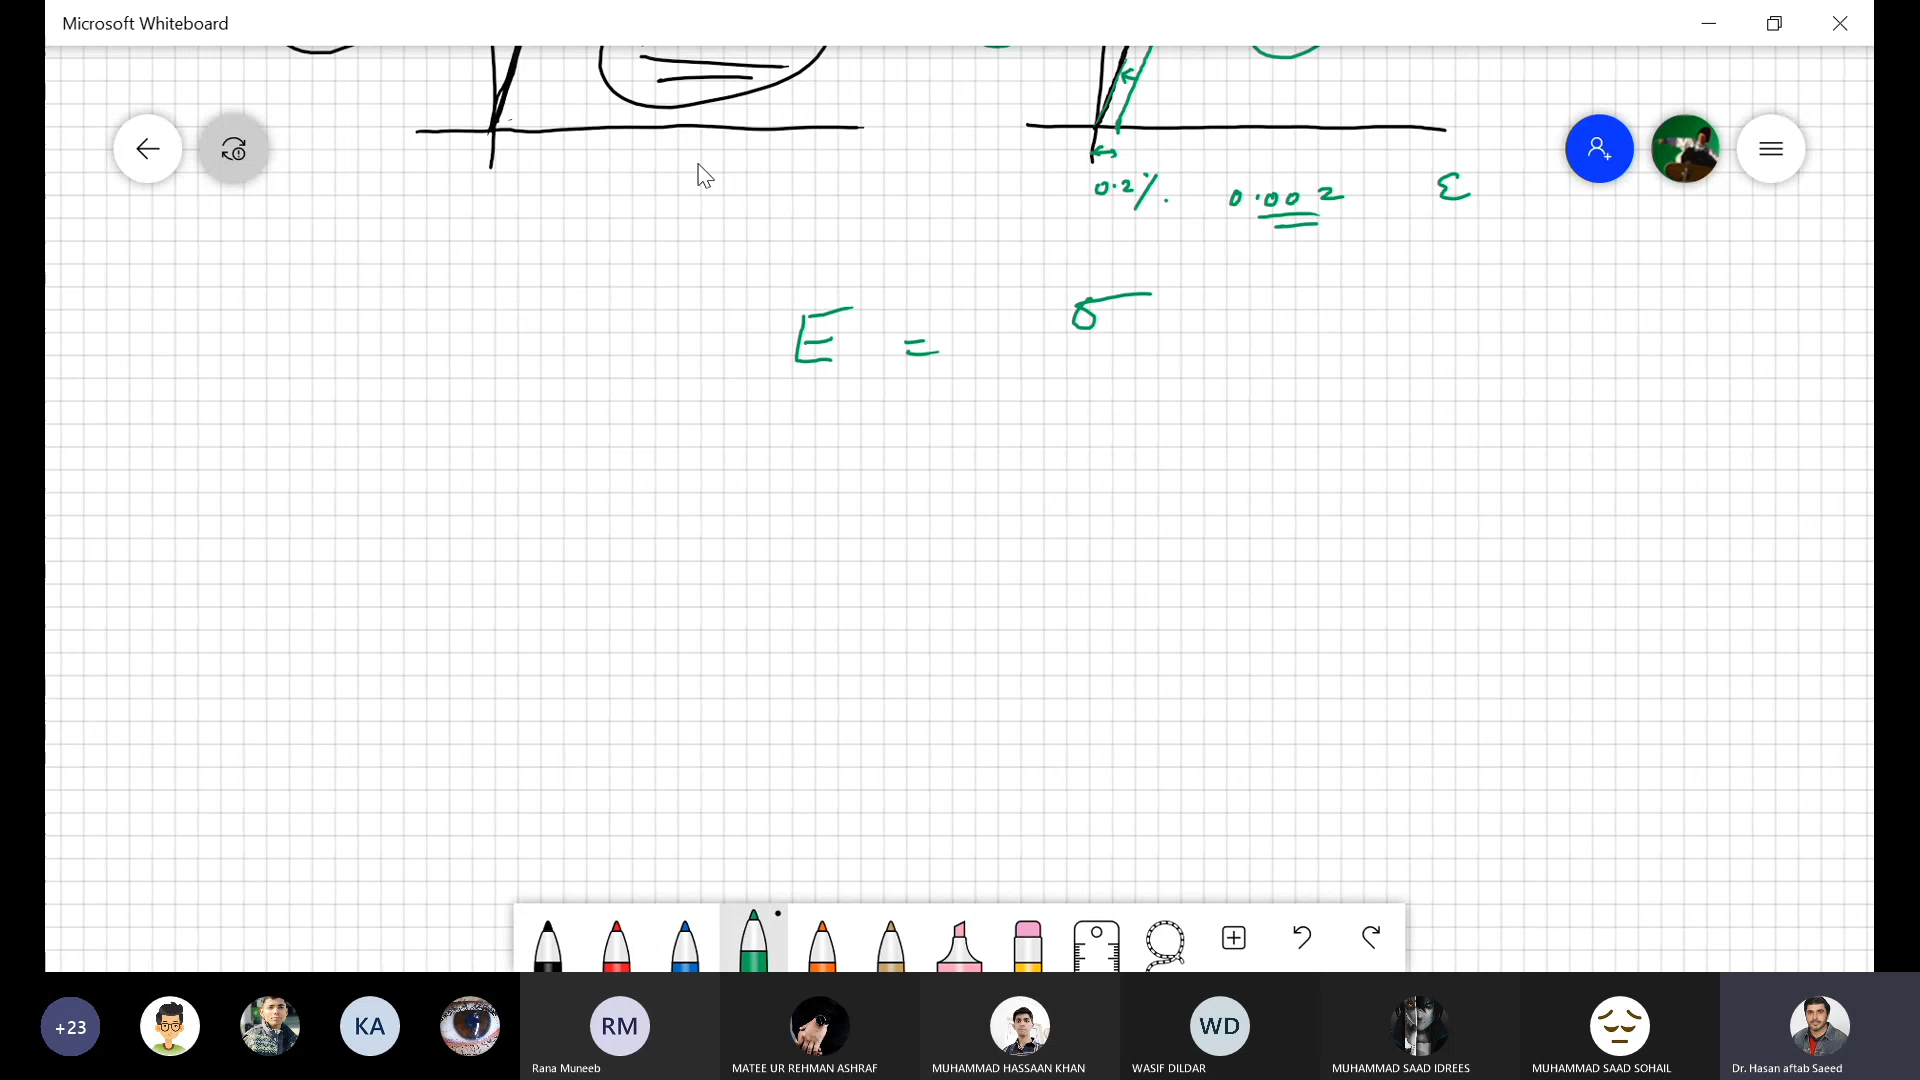 Microsoft Whiteboard
0.2%.
0.002
ε
E = σ
+23
KA
RM
WD
Rana Muneeb
MATEE UR REHMAN ASHRAF
MUHAMMAD HASSAAN KHAN
WASIF DILDAR
MUHAMMAD SAAD IDREES
MUHAMMAD SAAD SOHAIL
Dr. Hasan aftab Saeed